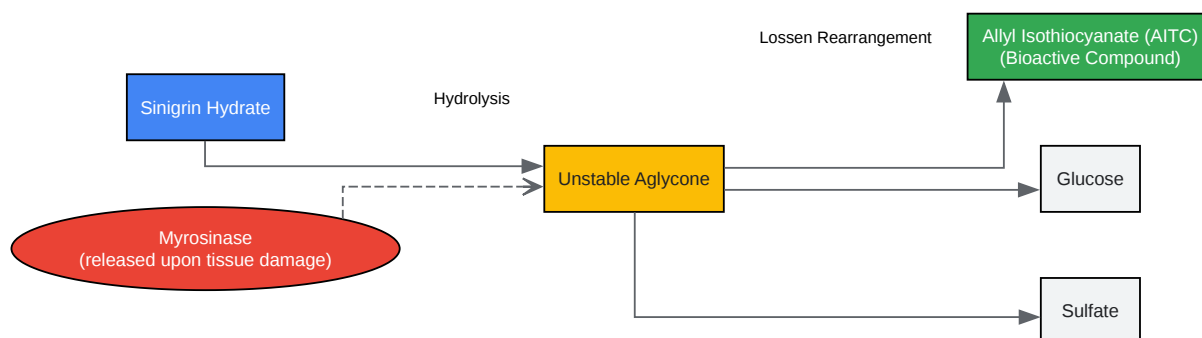 Lossen Rearrangement
Allyl Isothiocyanate (AITC)
(Bioactive Compound)
Sinigrin Hydrate
Hydrolysis
Unstable Aglycone
Glucose
Myrosinase
(released upon tissue damage)
Sulfate